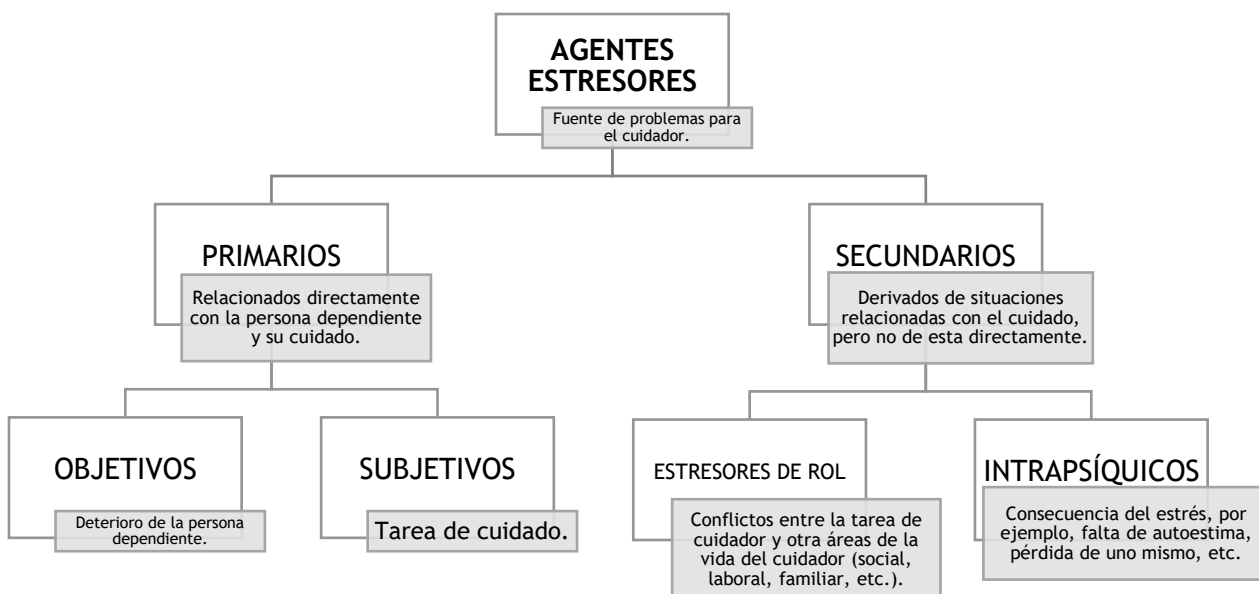 AGENTES
ESTRESORES
Fuente de problemas para
el cuidador.
PRIMARIOS
Relacionados directamente
con la persona dependiente
y su cuidado.
SECUNDARIOS
Derivados de situaciones
relacionadas con el cuidado,
pero no de esta directamente.
OBJETIVOS
Deterioro de la persona
dependiente.
SUBJETIVOS
Tarea de cuidado.
ESTRESORES DE ROL
Conflictos entre la tarea de
cuidador y otra áreas de la
vida del cuidador (social,
laboral, familiar, etc.).
INTRAPSÍQUICOS
Consecuencia del estrés, por
ejemplo, falta de autoestima,
pérdida de uno mismo, etc.